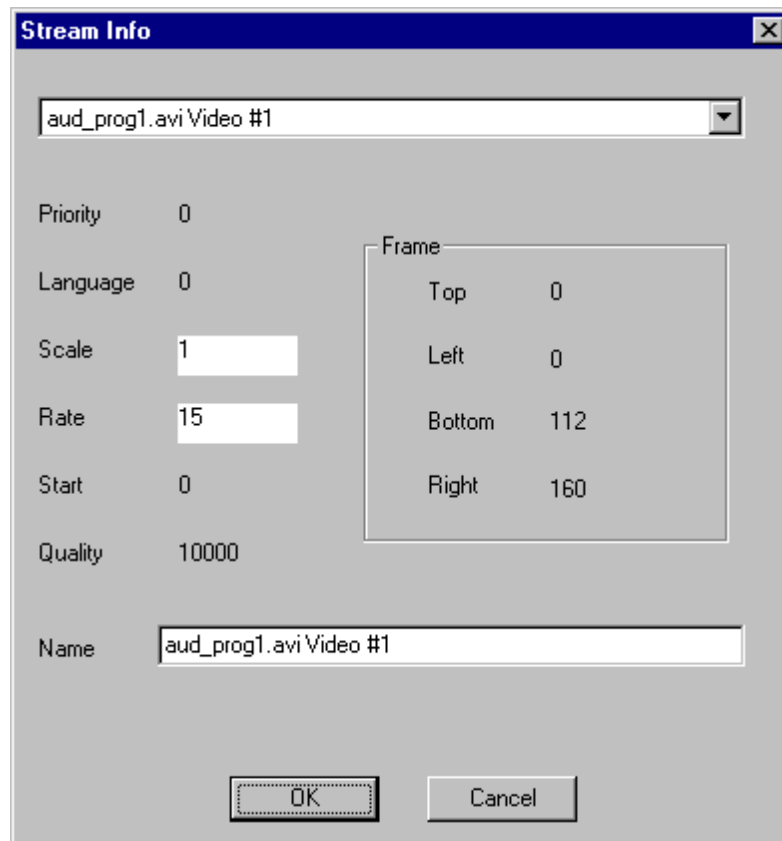 Stream Info
aud_prog1.avi Video #1
Priority 0
Language 0
Scale 1
Rate 15
Start 0
Quality 10000
Frame
Top 0
Left 0
Bottom 112
Right 160
Name aud_prog1.avi Video #1
OK Cancel